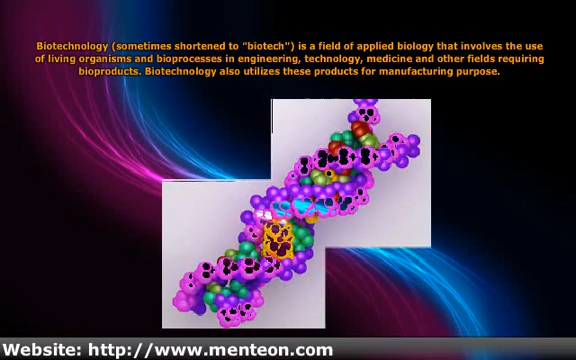 Biotechnology (sometimes shortened to "biotech") is a field of applied biology that involves the use
of living organisms and bioprocesses in engineering, technology, medicine and other fields requiring
bioproducts. Biotechnology also utilizes these products for manufacturing purpose.
Website: http://www.menteon.com